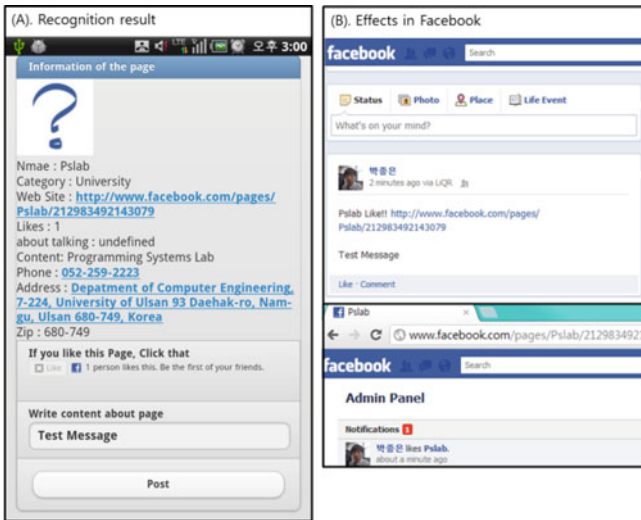 (A). Recognition result
LTE 오후 3:00
Information of the page
?
Nmae : Pslab
Category : University
Web Site : http://www.facebook.com/pages/
Pslab/212983492143079
Likes : 1
about talking : undefined
Content: Programming Systems Lab
Phone : 052-259-2223
Address : Depatment of Computer Engineering,
7-224, University of Ulsan 93 Daehak-ro, Nam-
gu, Ulsan 680-749, Korea
Zip : 680-749
If you like this Page, Click that
Like 1 person likes this. Be the first of your friends.
Write content about page
Test Message
Post
(B). Effects in Facebook
facebook Search
Status Photo Place Life Event
What's on your mind?
박종은
2 minutes ago via LiQR
Pslab Like!! http://www.facebook.com/pages/
Pslab/212983492143079
Test Message
Like · Comment
Pslab ×
www.facebook.com/pages/Pslab/212983492
facebook Search
Admin Panel
Notifications 1
박종은 likes Pslab.
about a minute ago